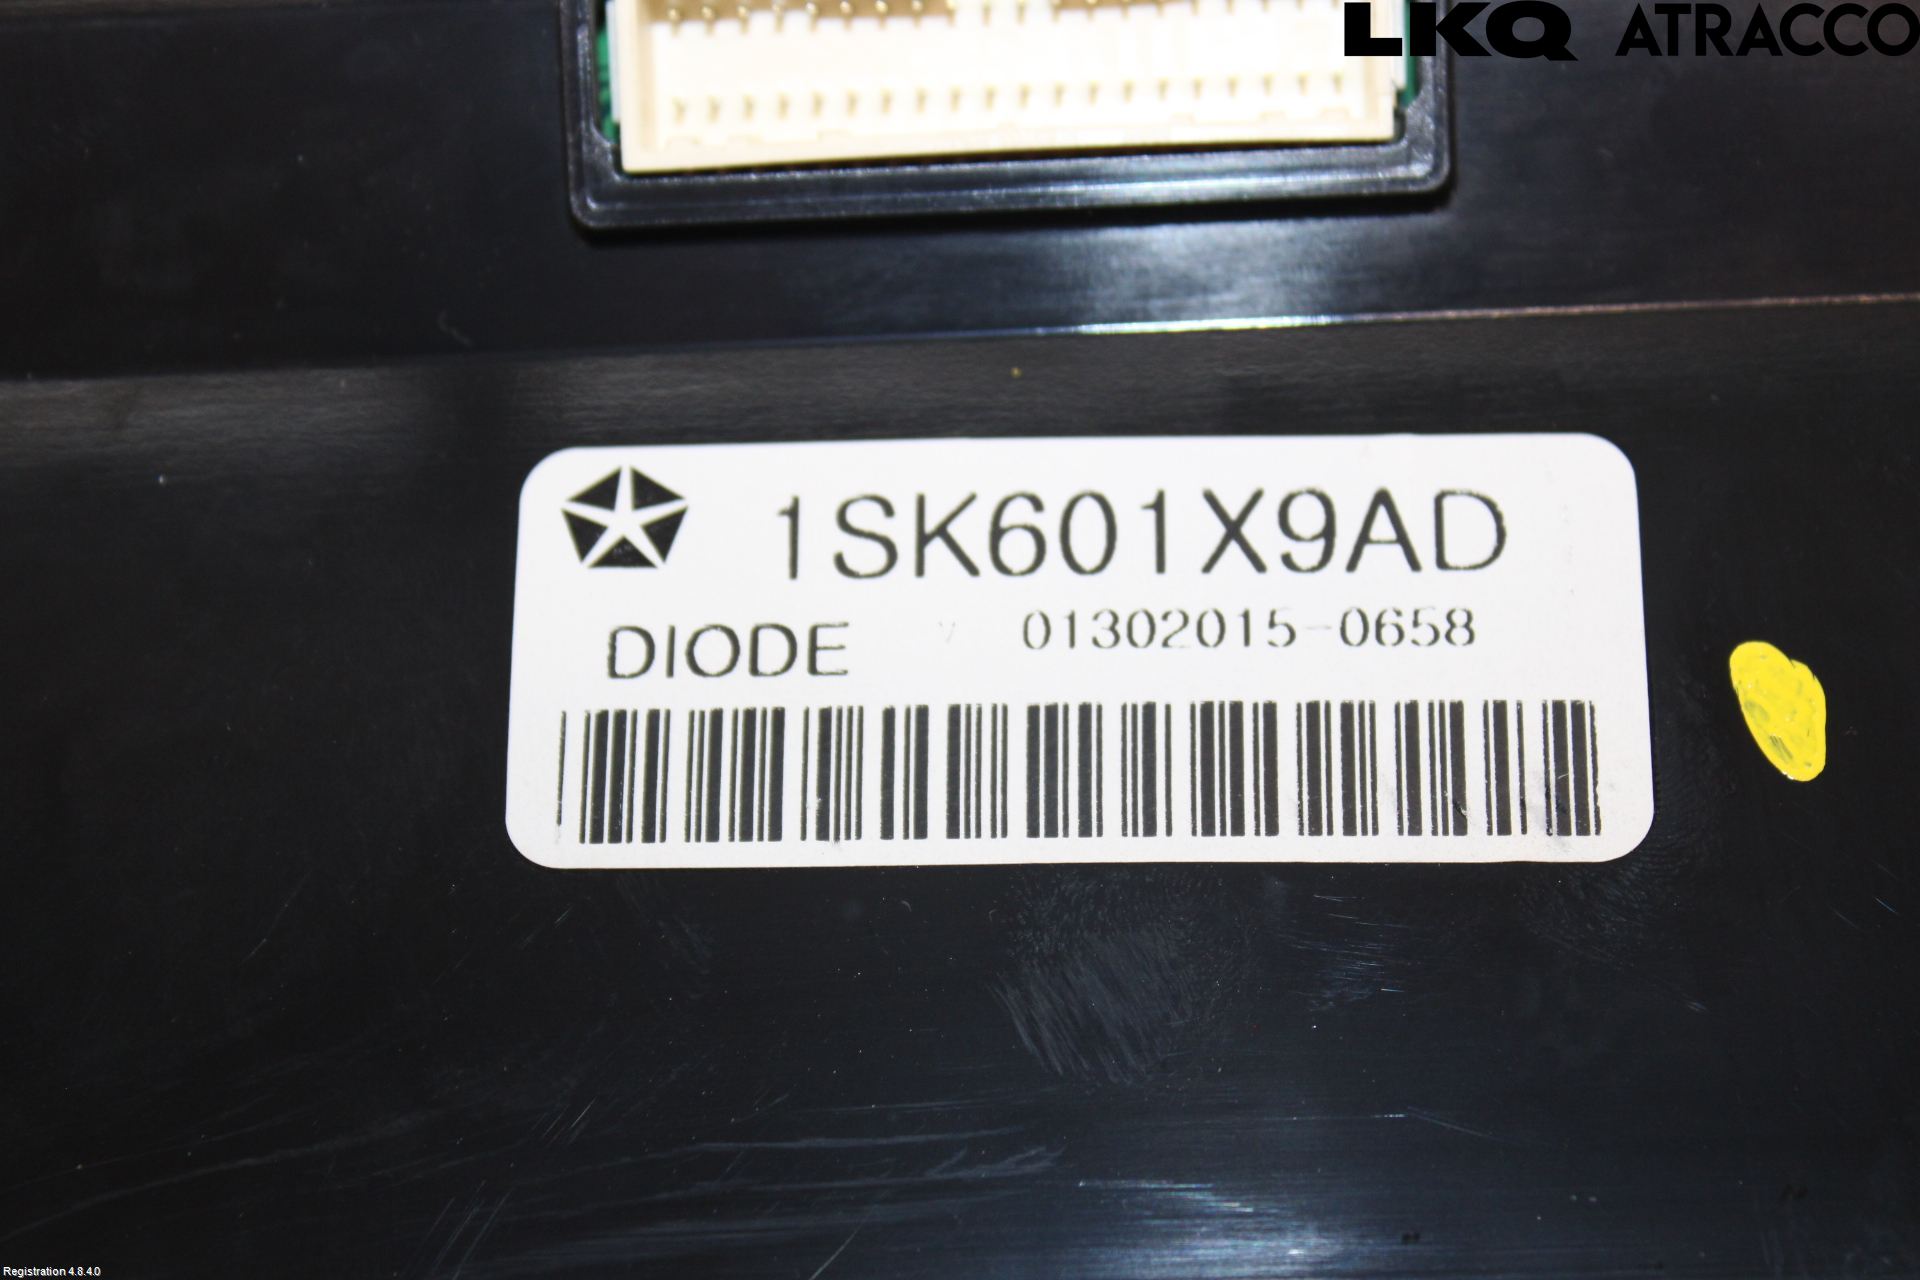 LKQ ATRACCO
1SK601X9AD
DIODE 01302015-0658
Registration 4.8.4.0